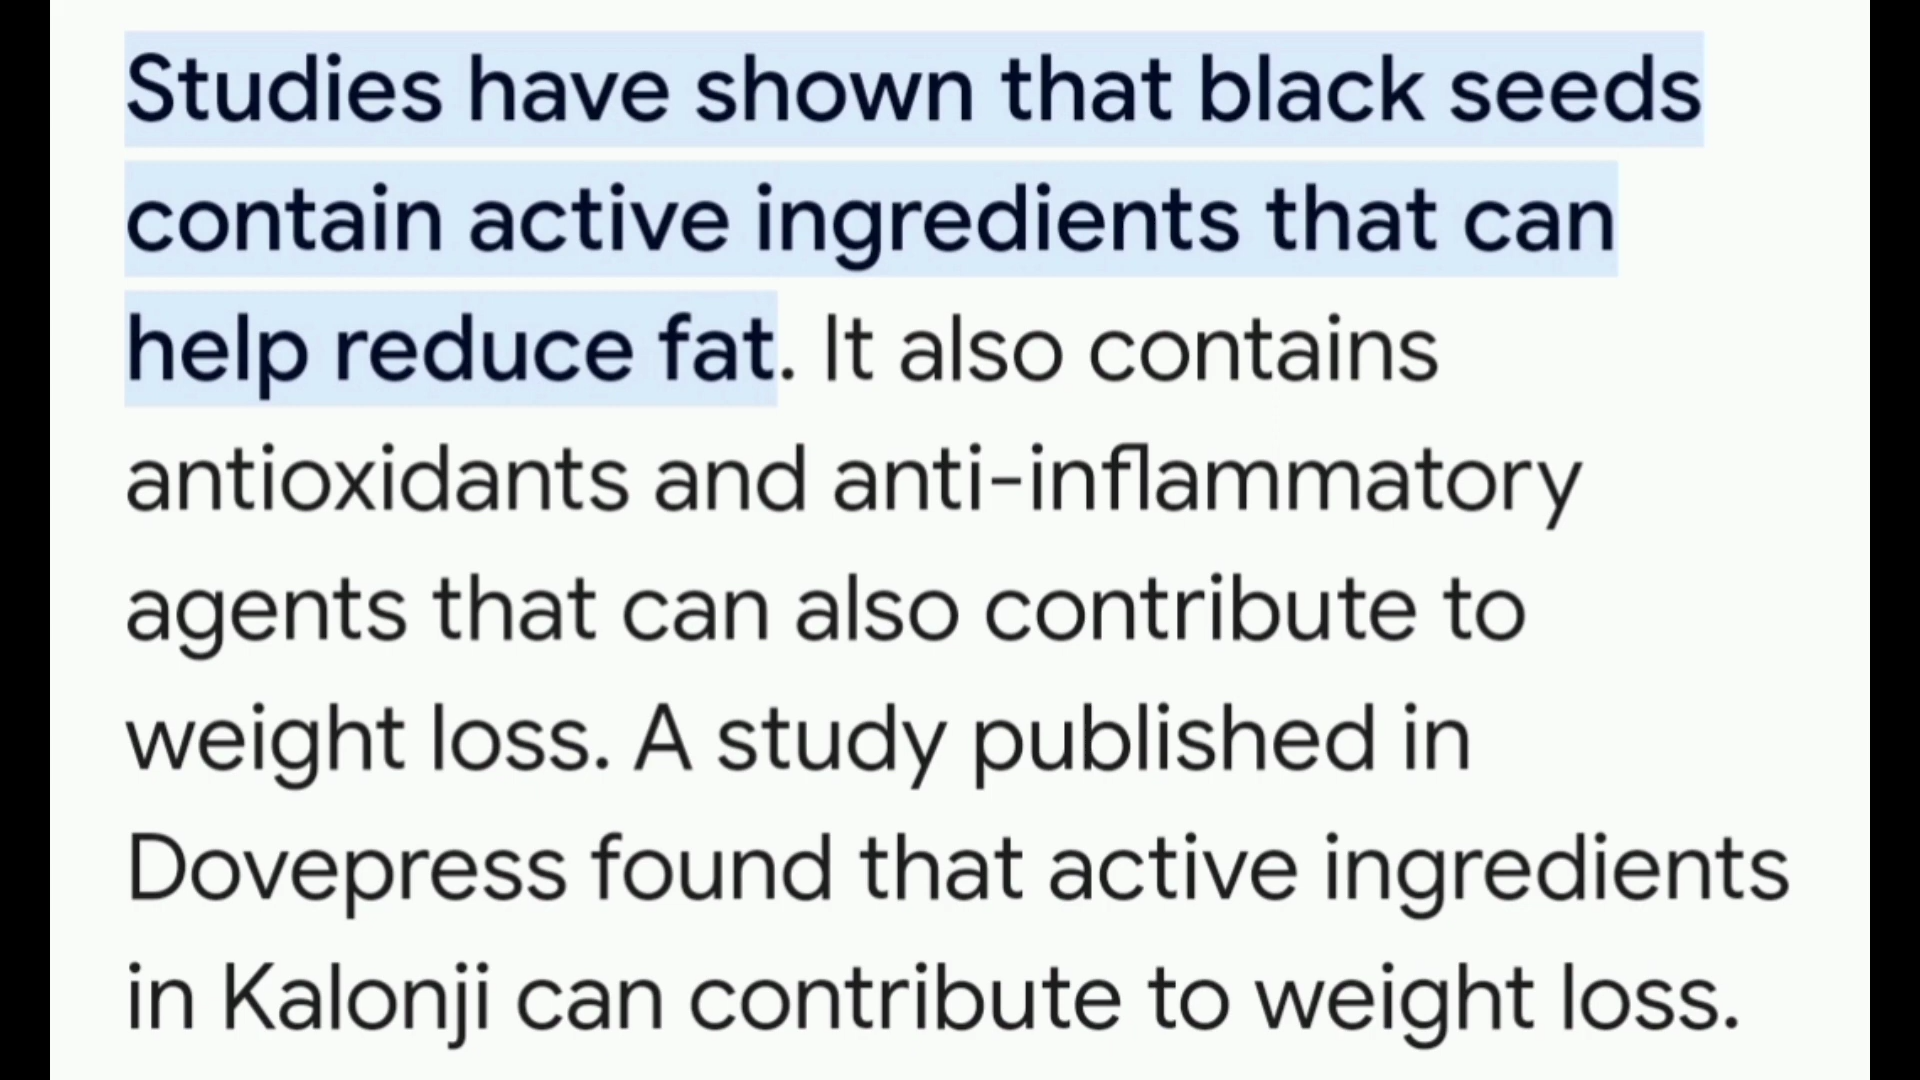 Studies have shown that black seeds
contain active ingredients that can
help reduce fat. It also contains
antioxidants and anti-inflammatory
agents that can also contribute to
weight loss. A study published in
Dovepress found that active ingredients
in Kalonji can contribute to weight loss.